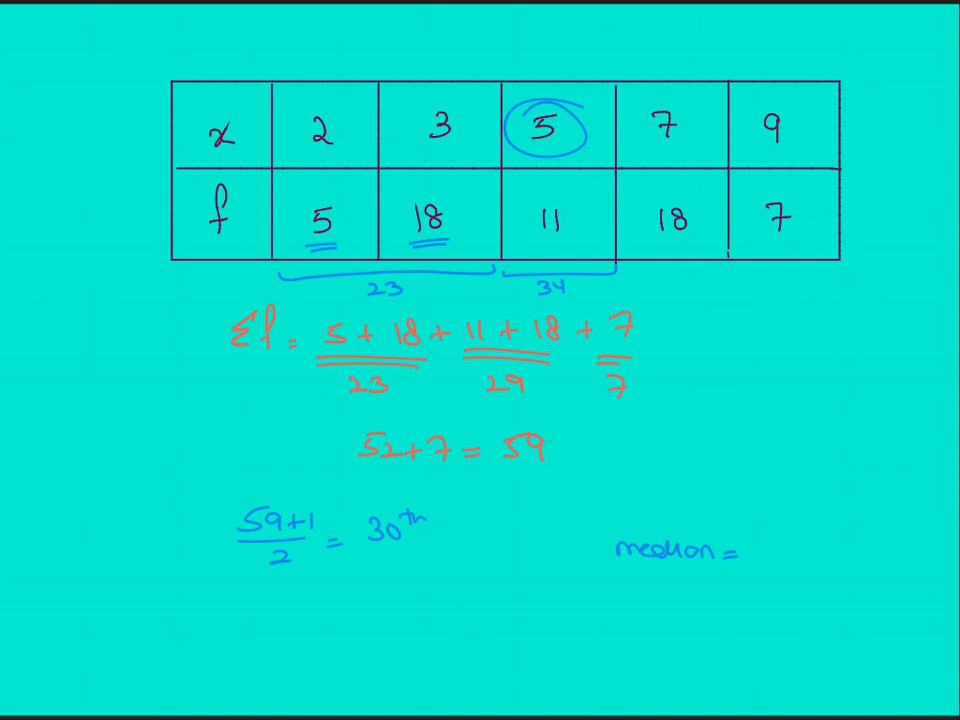 x 2 3 5 7 9
f 5 18 11 18 7
23 34
Σf = 5 + 18 + 11 + 18 + 7
23 29 7
52+7 = 59
59+1/2 = 30th
median =